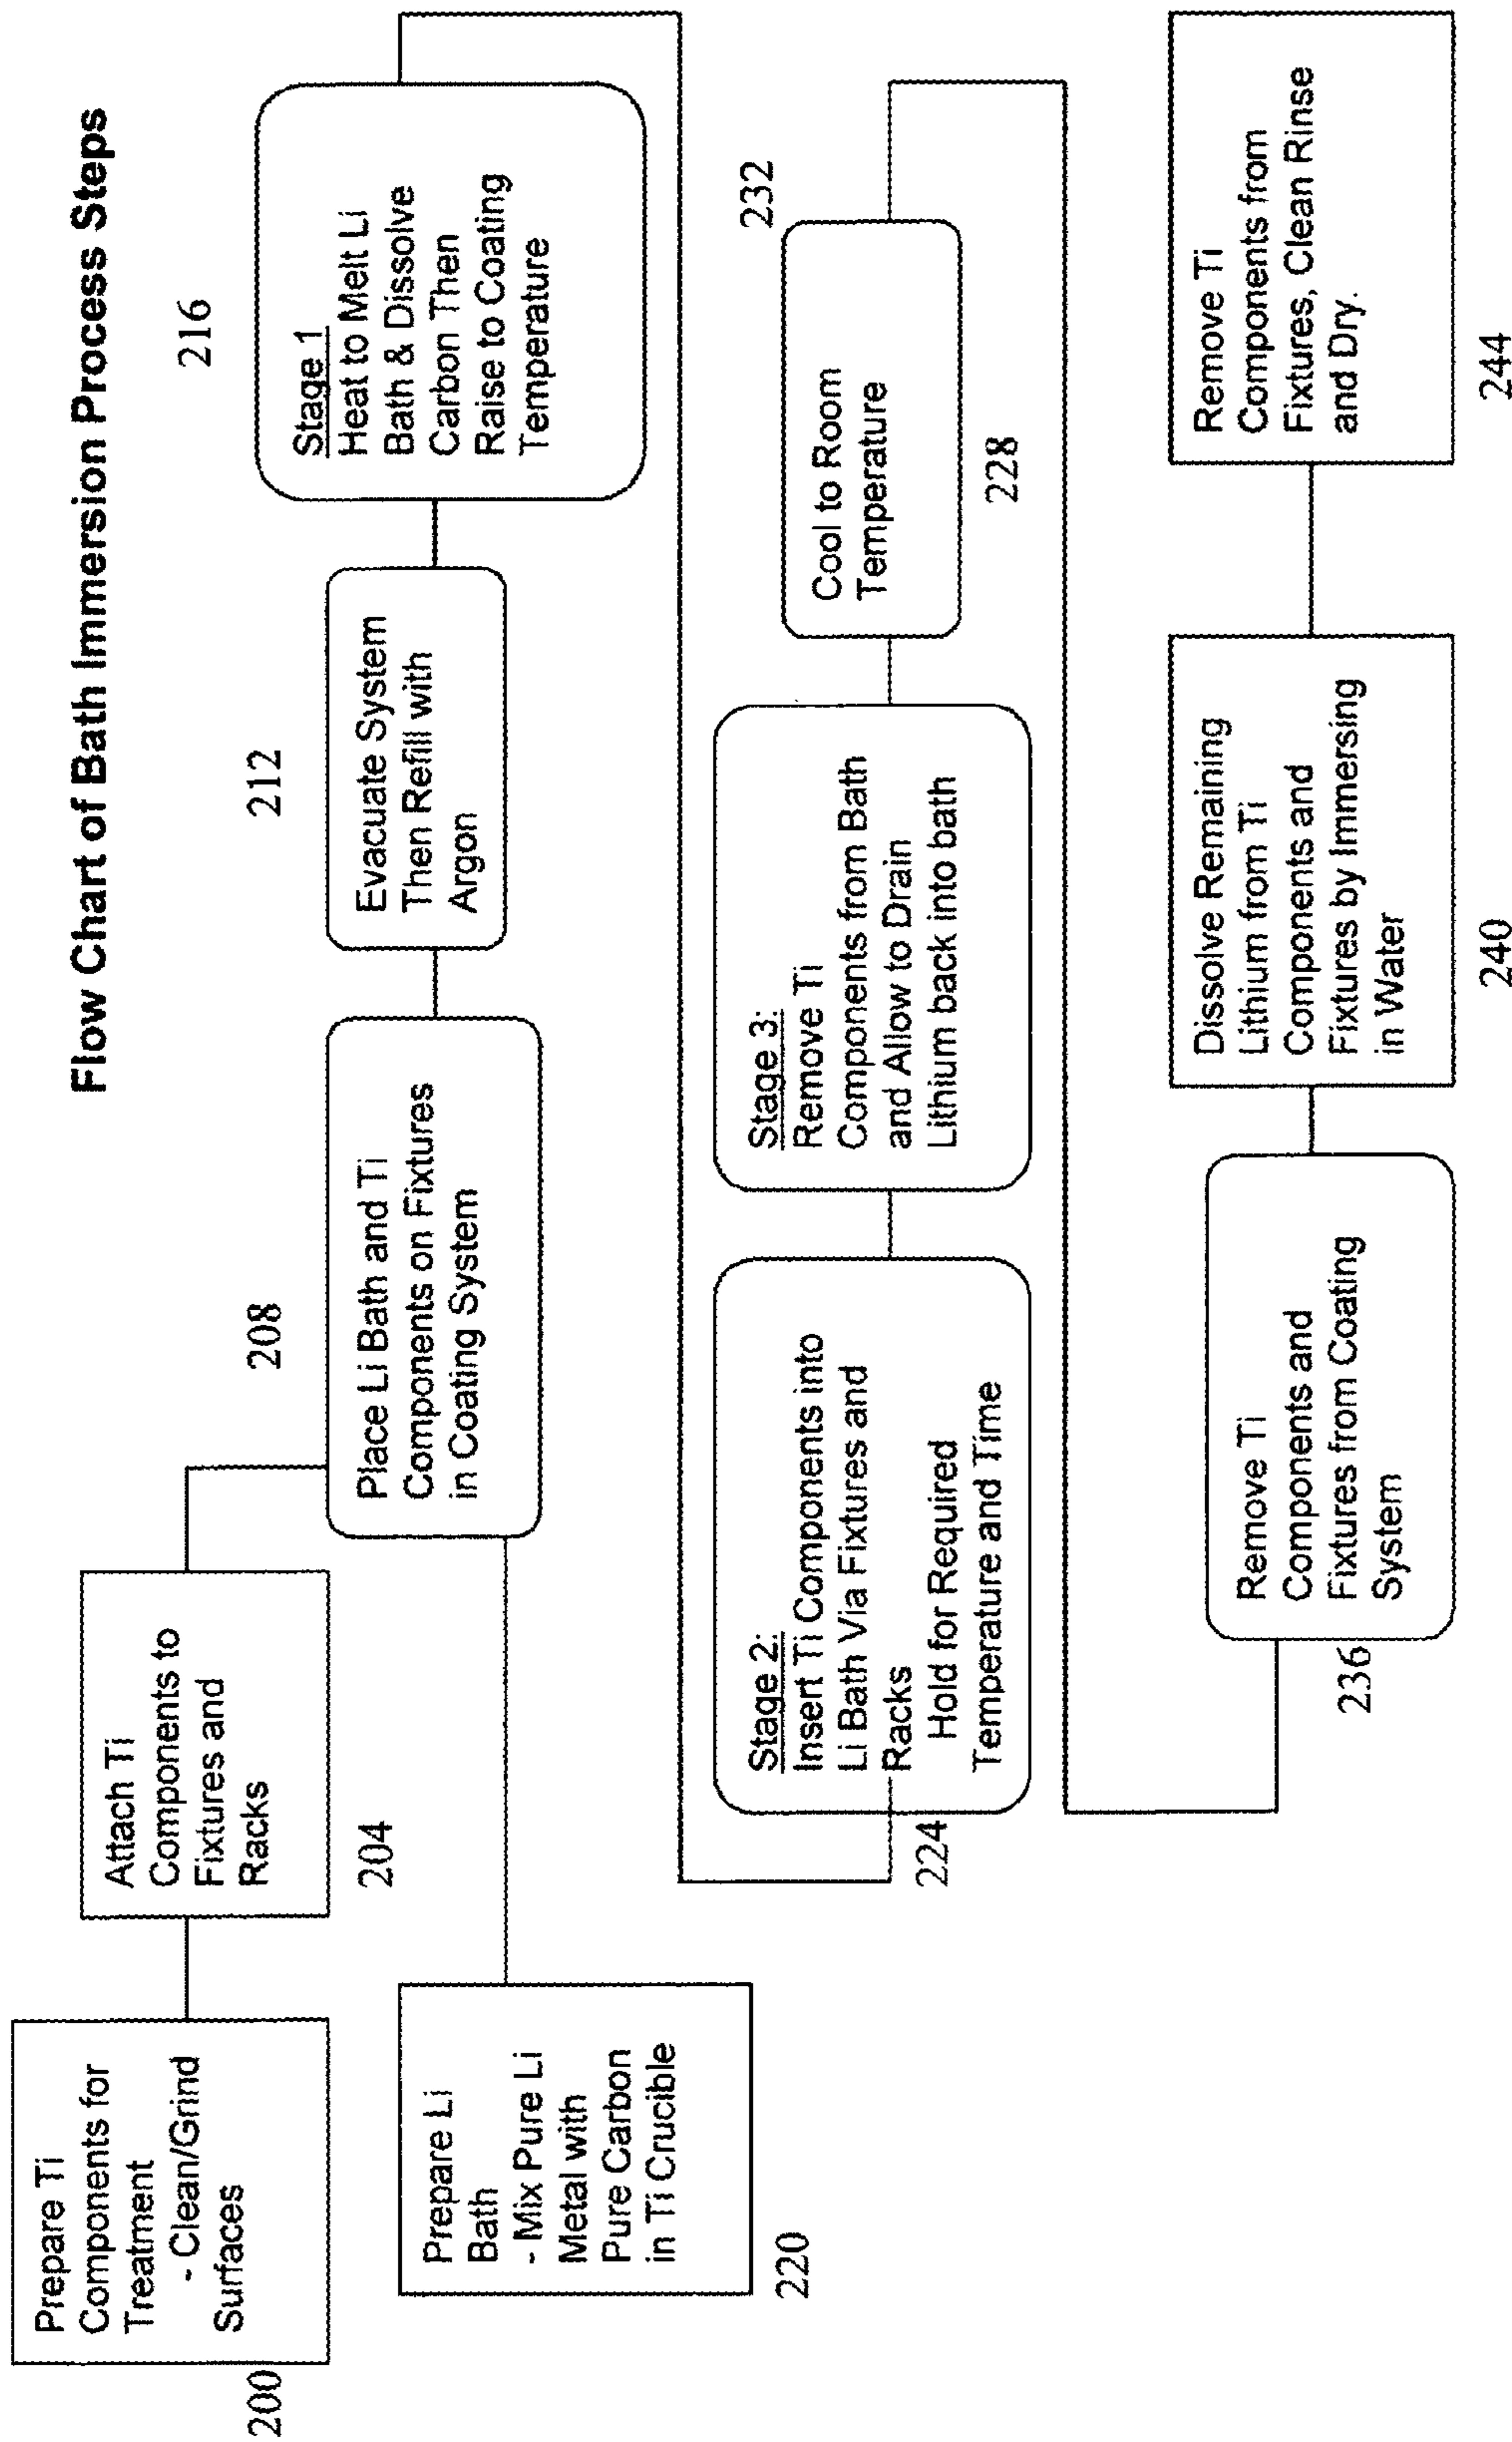 Flow Chart of Bath Immersion Process Steps
Prepare Ti
Components for
Treatment
- Clean/Grind
Surfaces
200
Attach Ti
Components to
Fixtures and
Racks
204
Prepare Li
Bath
- Mix Pure Li
Metal with
Pure Carbon
in Ti Crucible
220
208
Place Li Bath and Ti
Components on Fixtures
in Coating System
212
Evacuate System
Then Refill with
Argon
216
Stage 1
Heat to Melt Li
Bath & Dissolve
Carbon Then
Raise to Coating
Temperature
Stage 2:
Insert Ti Components into
Li Bath Via Fixtures and
Racks
Hold for Required
Temperature and Time
224
Stage 3:
Remove Ti
Components from Bath
and Allow to Drain
Lithium back into bath
232
Cool to Room
Temperature
228
Remove Ti
Components and
Fixtures from Coating
System
236
Dissolve Remaining
Lithium from Ti
Components and
Fixtures by Immersing
in Water
240
Remove Ti
Components from
Fixtures, Clean Rinse
and Dry.
244